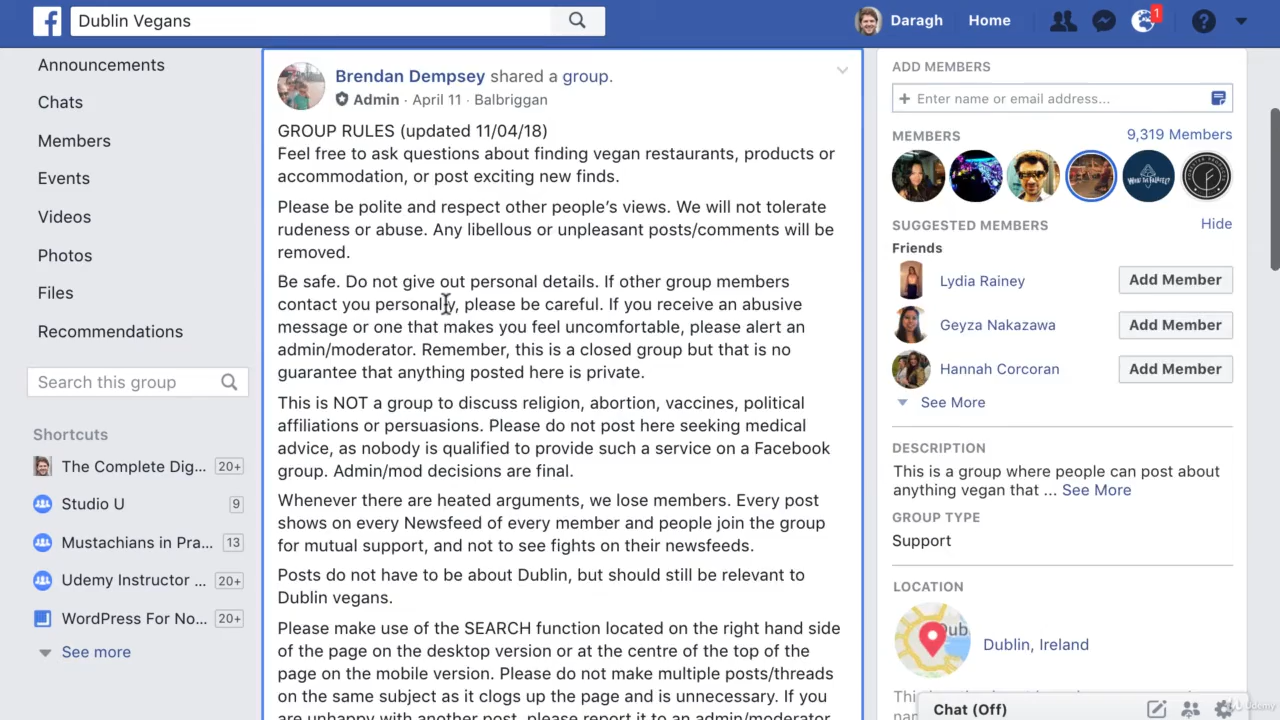 Dublin Vegans
Daragh
Home
1
Announcements
Chats
Members
Events
Videos
Photos
Files
Recommendations
Search this group
Shortcuts
The Complete Dig... 20+
Studio U 9
Mustachians in Pra... 13
Udemy Instructor ... 20+
WordPress For No... 20+
See more
Brendan Dempsey shared a group.
Admin · April 11 · Balbriggan
GROUP RULES (updated 11/04/18)
Feel free to ask questions about finding vegan restaurants, products or
accommodation, or post exciting new finds.
Please be polite and respect other people's views. We will not tolerate
rudeness or abuse. Any libellous or unpleasant posts/comments will be
removed.
Be safe. Do not give out personal details. If other group members
contact you personally, please be careful. If you receive an abusive
message or one that makes you feel uncomfortable, please alert an
admin/moderator. Remember, this is a closed group but that is no
guarantee that anything posted here is private.
This is NOT a group to discuss religion, abortion, vaccines, political
affiliations or persuasions. Please do not post here seeking medical
advice, as nobody is qualified to provide such a service on a Facebook
group. Admin/mod decisions are final.
Whenever there are heated arguments, we lose members. Every post
shows on every Newsfeed of every member and people join the group
for mutual support, and not to see fights on their newsfeeds.
Posts do not have to be about Dublin, but should still be relevant to
Dublin vegans.
Please make use of the SEARCH function located on the right hand side
of the page on the desktop version or at the centre of the top of the
page on the mobile version. Please do not make multiple posts/threads
on the same subject as it clogs up the page and is unnecessary. If you
are unhappy with another post, please report it to an admin/moderator
ADD MEMBERS
+ Enter name or email address...
MEMBERS
9,319 Members
SUGGESTED MEMBERS
Hide
Friends
Lydia Rainey
Add Member
Geyza Nakazawa
Add Member
Hannah Corcoran
Add Member
See More
DESCRIPTION
This is a group where people can post about
anything vegan that ... See More
GROUP TYPE
Support
LOCATION
Dub
Dublin, Ireland
Chat (Off)
Udemy